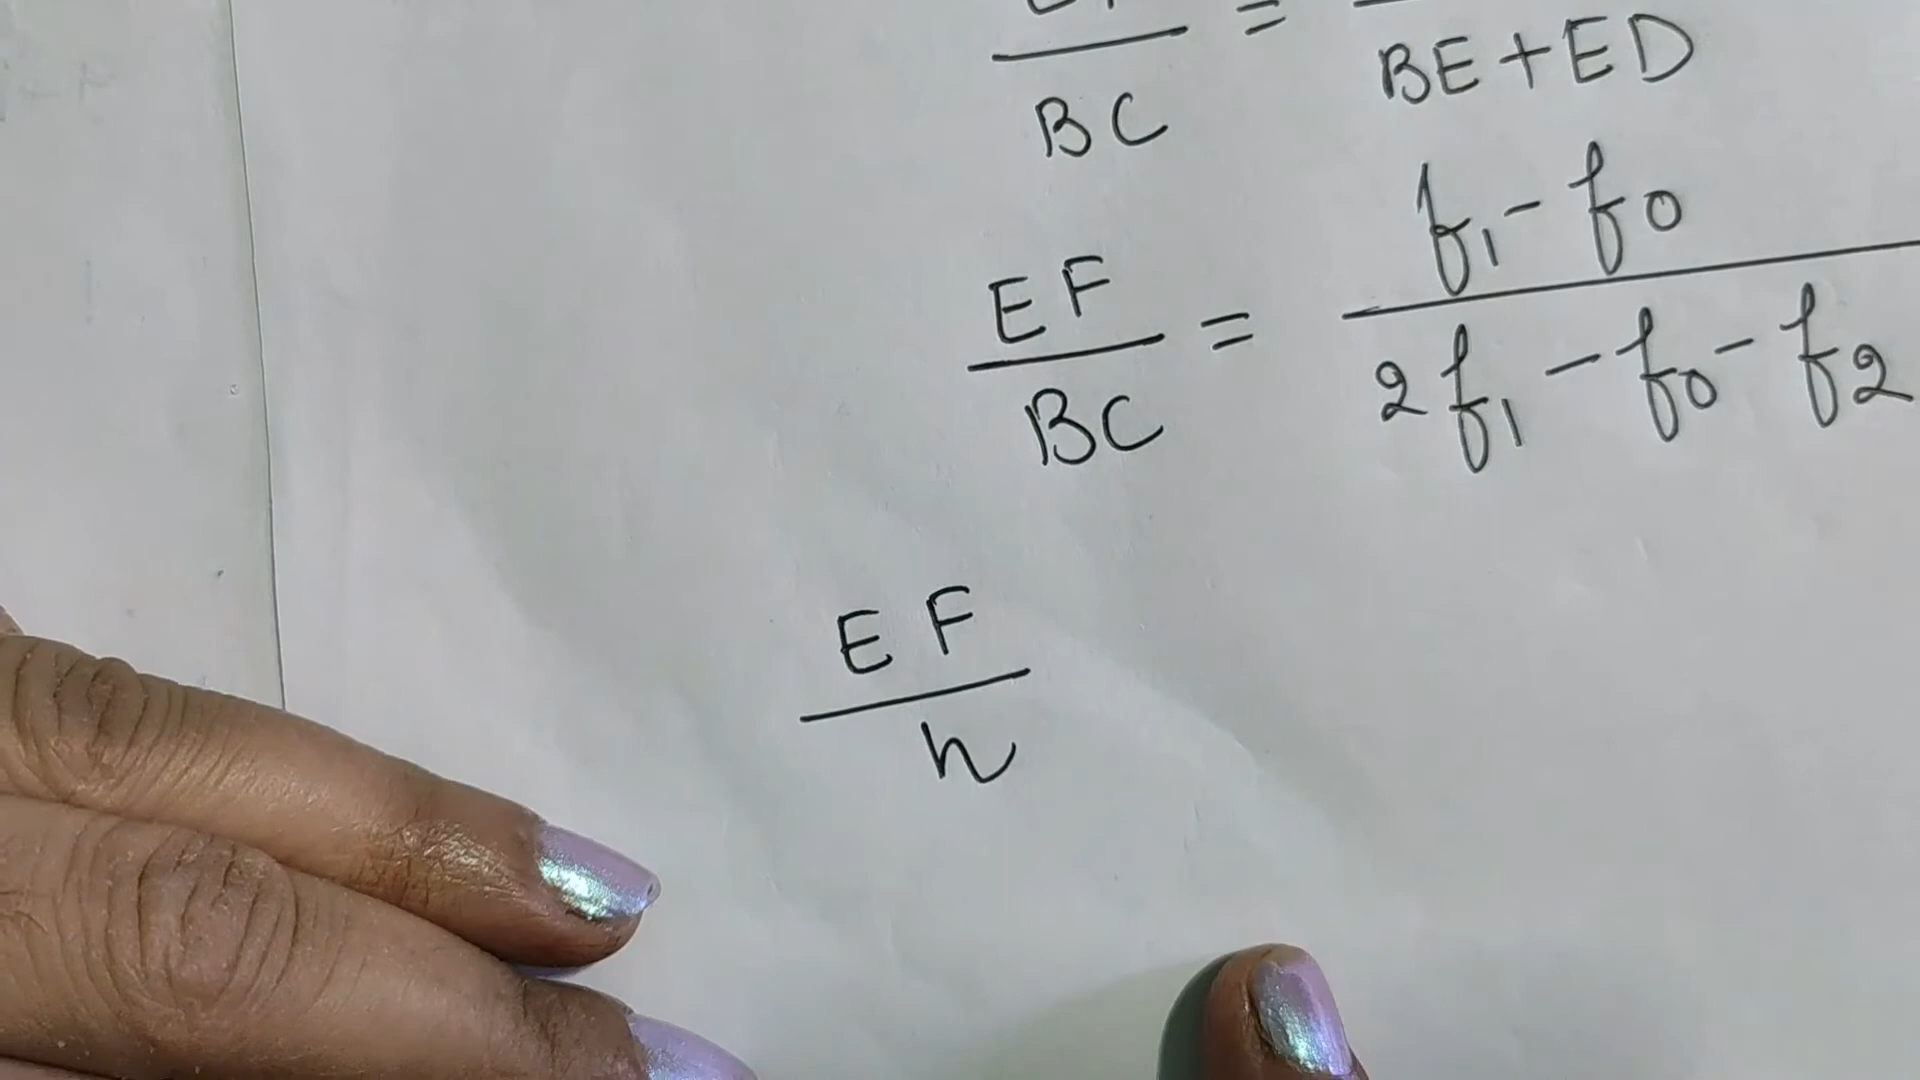 BC = BE+ED
EF/BC = f₁-f₀/2f₁-f₀-f₂
EF/h